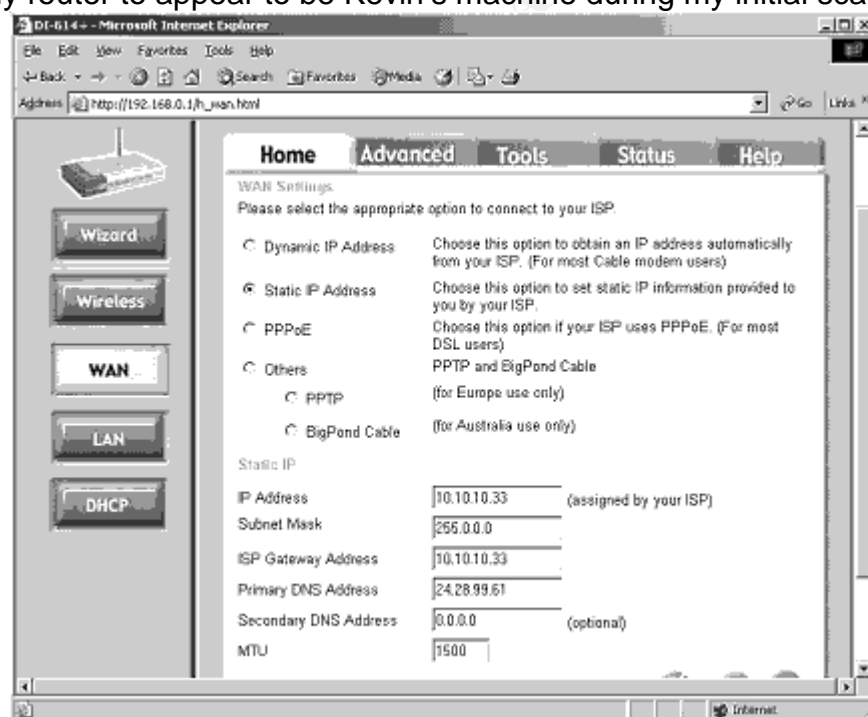 router to appear to be Kevin's machine during my initial
DI-614+ - Microsoft Internet Explorer
File Edit View Favorites Tools Help
Back Search Favorites Media
Address http://192.168.0.1/h_wan.html Go Links
Home Advanced Tools Status Help
WAN Settings
Please select the appropriate option to connect to your ISP.
Wizard
Dynamic IP Address Choose this option to obtain an IP address automatically
from your ISP. (For most Cable modem users)
Wireless
Static IP Address Choose this option to set static IP information provided to
you by your ISP.
PPPoE Choose this option if your ISP uses PPPoE. (For most
DSL users)
WAN
Others PPTP and BigPond Cable
PPTP (for Europe use only)
BigPond Cable (for Australia use only)
LAN
Static IP
DHCP
IP Address 10.10.10.33 (assigned by your ISP)
Subnet Mask 255.0.0.0
ISP Gateway Address 10.10.10.33
Primary DNS Address 24.28.99.61
Secondary DNS Address 0.0.0.0 (optional)
MTU 1500
Internet